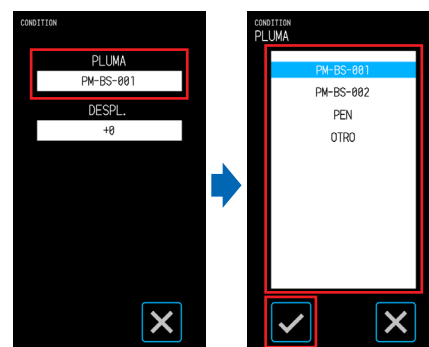 CONDITION
PLUMA
PM-BS-001
DESPL.
+0
CONDITION
PLUMA
PM-BS-001
PM-BS-002
PEN
OTRO